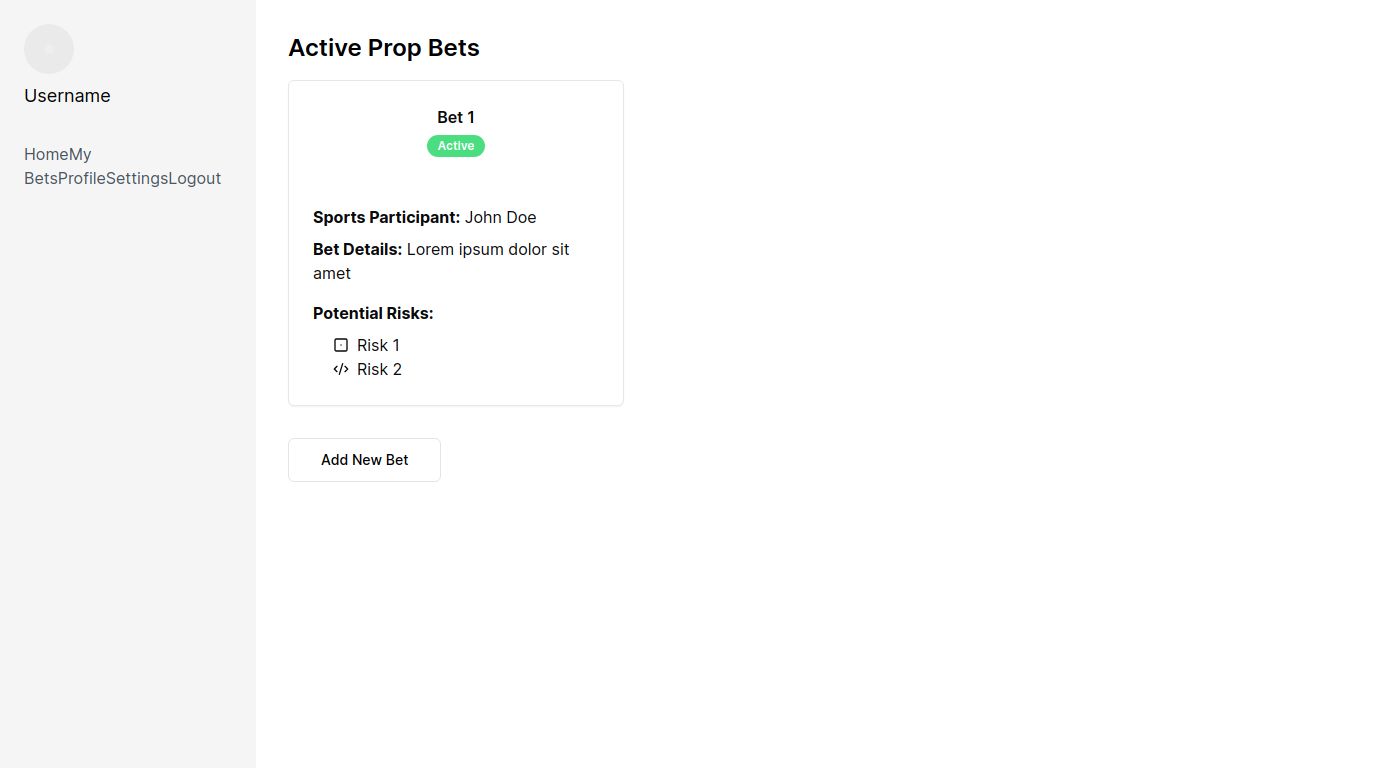 Username
HomeMy
BetsProfileSettingsLogout
Active Prop Bets
Bet 1
Active
Sports Participant: John Doe
Bet Details: Lorem ipsum dolor sit
amet
Potential Risks:
Risk 1
Risk 2
Add New Bet